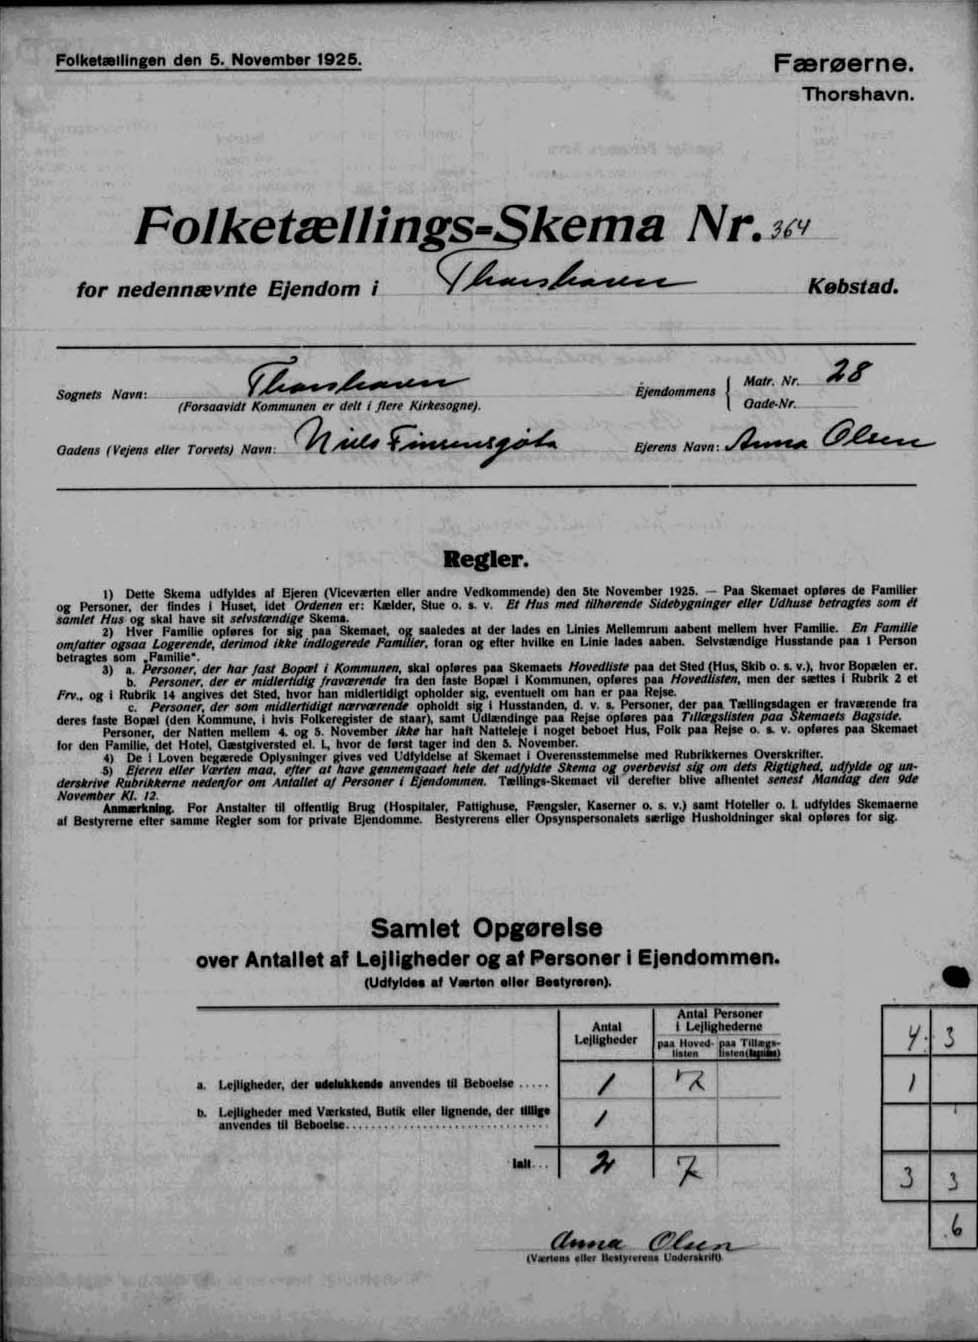 Folketællingen den 5. November 1925.
Færøerne.
Thorshavn.
Folketællings-Skema Nr. 364
for nedennævnte Ejendom i Thorshavn Købstad.
Sognets Navn: Thorshavn
(Forsaavidt Kommunen er delt i flere Kirkesogne).
Ejendommens { Matr. Nr. 28
Gade-Nr.
Gadens (Vejens eller Torvets) Navn: Niels Finsensgöta
Ejerens Navn: Anna Olsen
Regler.
1) Dette Skema udfyldes af Ejeren (Viceværten eller andre Vedkommende) den 5te November 1925. — Paa Skemaet opføres de Familier
og Personer, der findes i Huset, idet Ordenen er: Kælder, Stue o. s. v. Et Hus med tilhørende Sidebygninger eller Udhuse betragtes som ét
samlet Hus og skal have sit selvstændige Skema.
2) Hver Familie opføres for sig paa Skemaet, og saaledes at der lades en Linies Mellemrum aabent mellem hver Familie. En Familie
omfatter ogsaa Logerende, derimod ikke indlogerede Familier, foran og efter hvilke en Linie lades aaben. Selvstændige Husstande paa 1 Person
betragtes som „Familie“.
3) a. Personer, der har fast Bopæl i Kommunen, skal opføres paa Skemaets Hovedliste paa det Sted (Hus, Skib o. s. v.), hvor Bopælen er.
b. Personer, der er midlertidig fraværende fra den faste Bopæl i Kommunen, opføres paa Hovedlisten, men der sættes i Rubrik 2 et
Frv., og i Rubrik 14 angives det Sted, hvor han midlertidigt opholder sig, eventuelt om han er paa Rejse.
c. Personer, der som midlertidigt nærværende opholdt sig i Husstanden, d. v. s. Personer, der paa Tællingsdagen er fraværende fra
deres faste Bopæl (den Kommune, i hvis Folkeregister de staar), samt Udlændinge paa Rejse opføres paa Tillægslisten paa Skemaets Bagside.
Personer, der Natten mellem 4. og 5. November ikke har haft Natteleje i noget beboet Hus, Folk paa Rejse o. s. v. opføres paa Skemaet
for den Familie, det Hotel, Gæstgiversted el. l., hvor de først tager ind den 5. November.
4) De i Loven begærede Oplysninger gives ved Udfyldelse af Skemaet i Overensstemmelse med Rubrikkernes Overskrifter.
5) Ejeren eller Værten maa, efter at have gennemgaaet hele det udfyldte Skema og overbevist sig om dets Rigtighed, udfylde og un-
derskrive Rubrikkerne nedenfor om Antallet af Personer i Ejendommen. Tællings-Skemaet vil derefter blive afhentet senest Mandag den 9de
November Kl. 12.
Anmærkning. For Anstalter til offentlig Brug (Hospitaler, Fattighuse, Fængsler, Kaserner o. s. v.) samt Hoteller o. l. udfyldes Skemaerne
af Bestyrerne efter samme Regler som for private Ejendomme. Bestyrerens eller Opsynspersonalets særlige Husholdninger skal opføres for sig.
Samlet Opgørelse
over Antallet af Lejligheder og af Personer i Ejendommen.
(Udfyldes af Værten eller Bestyreren).
Antal Lejligheder
Antal Personer i Lejlighederne
paa Hoved-listen
paa Tillægs-listen
a. Lejligheder, der udelukkende anvendes til Beboelse ..... 1 7
b. Lejligheder med Værksted, Butik eller lignende, der tillige
anvendes til Beboelse............................. 1
Ialt... 2 7
4. 3
1
1
3 3
6
Anna Olsen
(Værtens eller Bestyrerens Underskrift)